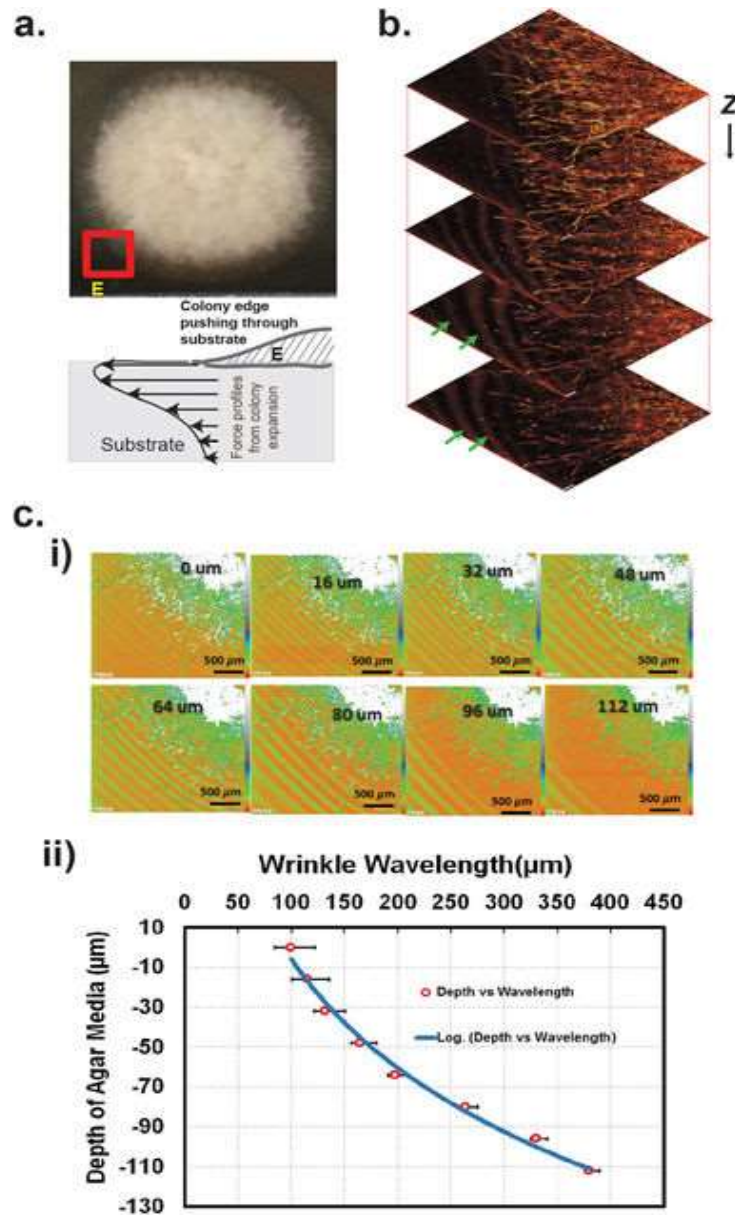 a.
b.
Z
E
Colony edge
pushing through
substrate
E
Force profiles
from colony
expansion
Substrate
c.
i)
0 um
16 um
32 um
48 um
500 µm
500 µm
500 µm
500 µm
64 um
80 um
96 um
112 um
500 µm
500 µm
500 µm
500 µm
ii)
Wrinkle Wavelength(µm)
0 50 100 150 200 250 300 350 400 450
Depth of Agar Media (µm)
10
-10
-30
-50
-70
-90
-110
-130
Depth vs Wavelength
Log. (Depth vs Wavelength)